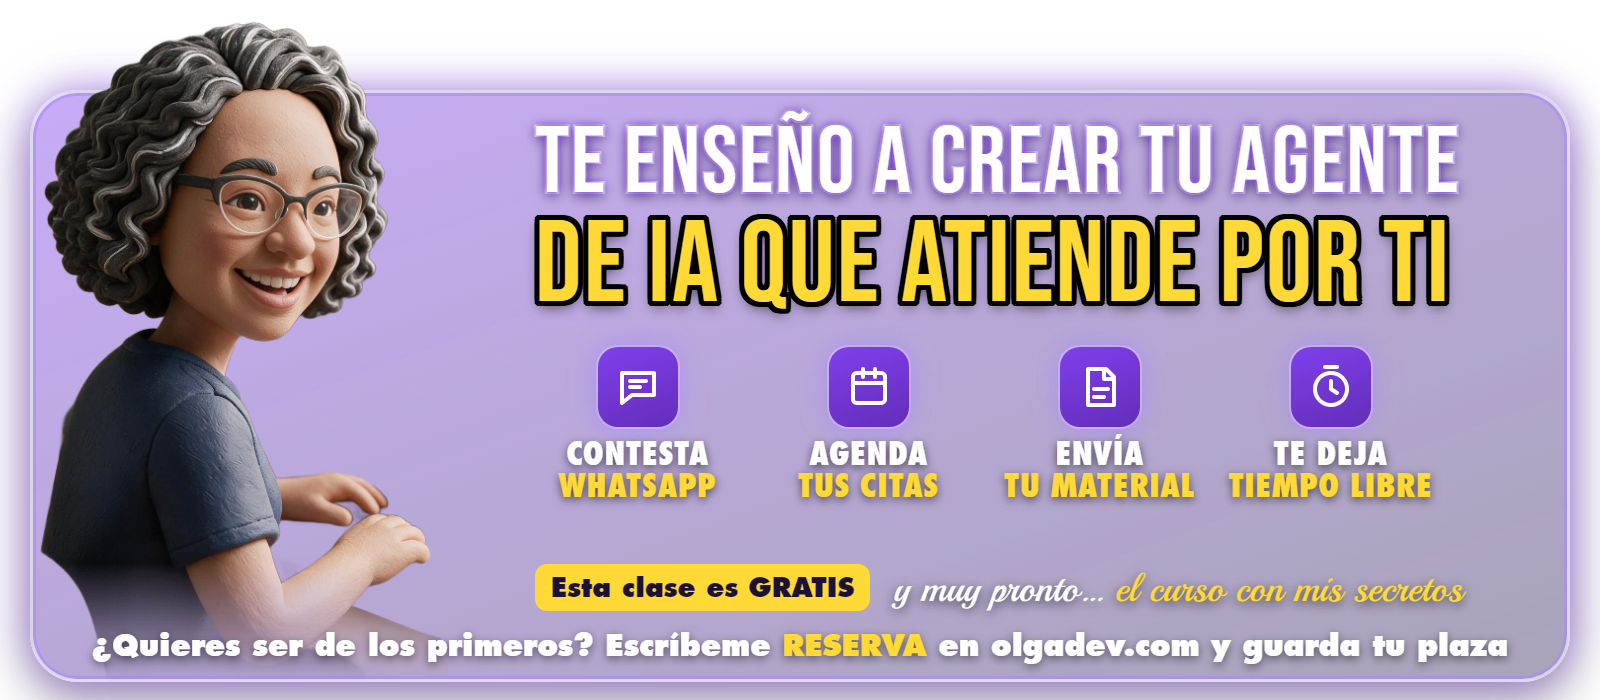 TE ENSEÑO A CREAR TU AGENTE
DE IA QUE ATIENDE POR TI
CONTESTA
WHATSAPP
AGENDA
TUS CITAS
ENVÍA
TU MATERIAL
TE DEJA
TIEMPO LIBRE
Esta clase es GRATIS y muy pronto... el curso con mis secretos
¿Quieres ser de los primeros? Escríbeme RESERVA en olgadev.com y guarda tu plaza